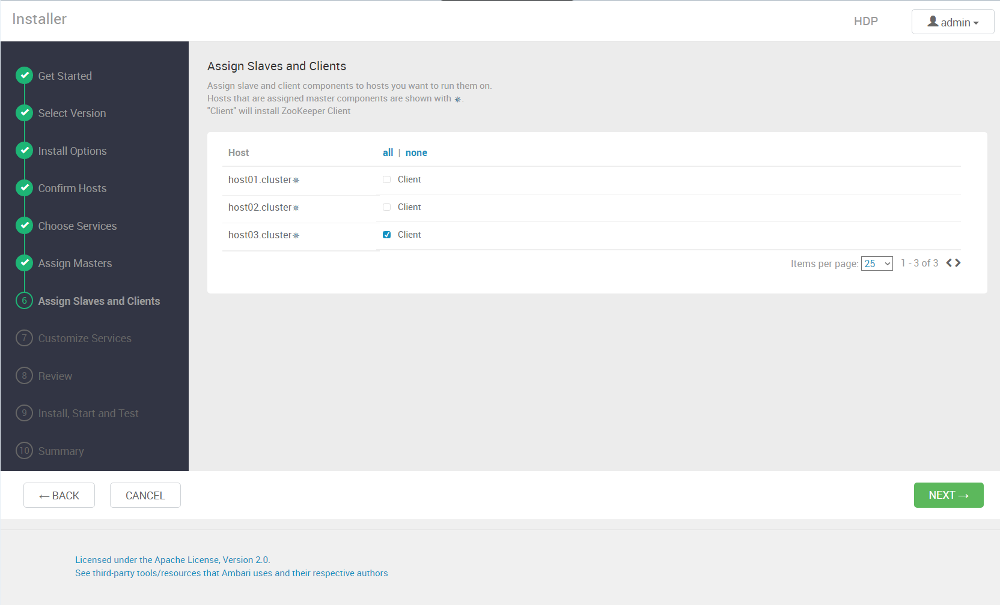 Installer
HDP
admin
Get Started
Select Version
Install Options
Confirm Hosts
Choose Services
Assign Masters
6 Assign Slaves and Clients
7 Customize Services
8 Review
9 Install, Start and Test
10 Summary
Assign Slaves and Clients
Assign slave and client components to hosts you want to run them on.
Hosts that are assigned master components are shown with ✵.
"Client" will install ZooKeeper Client
Host all | none
host01.cluster✵ Client
host02.cluster✵ Client
host03.cluster✵ Client
Items per page: 25 1 - 3 of 3
← BACK
CANCEL
NEXT →
Licensed under the Apache License, Version 2.0.
See third-party tools/resources that Ambari uses and their respective authors